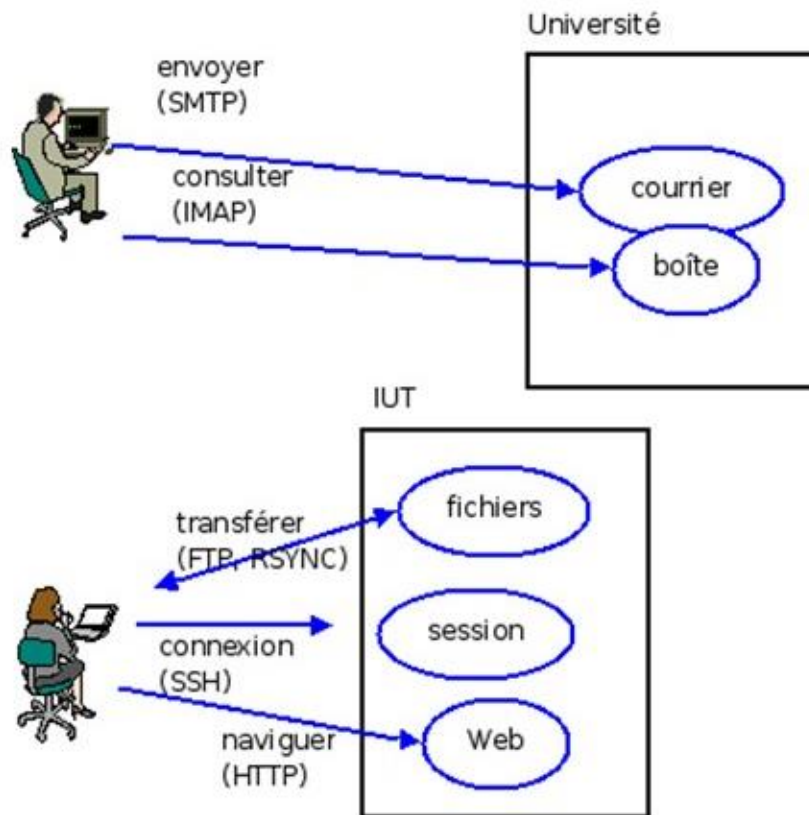 Université
envoyer
(SMTP)
courrier
consulter
(IMAP)
boîte
IUT
fichiers
transférer
(FTP, RSYNC)
session
connexion
(SSH)
Web
naviguer
(HTTP)